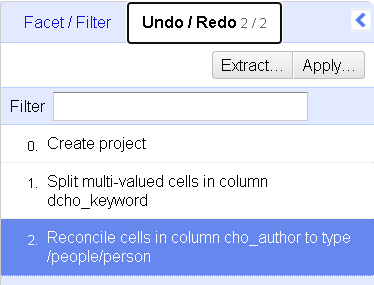 Facet / Filter Undo / Redo 2 / 2
Extract... Apply...
Filter
0. Create project
1. Split multi-valued cells in column
dcho_keyword
2. Reconcile cells in column cho_author to type
/people/person